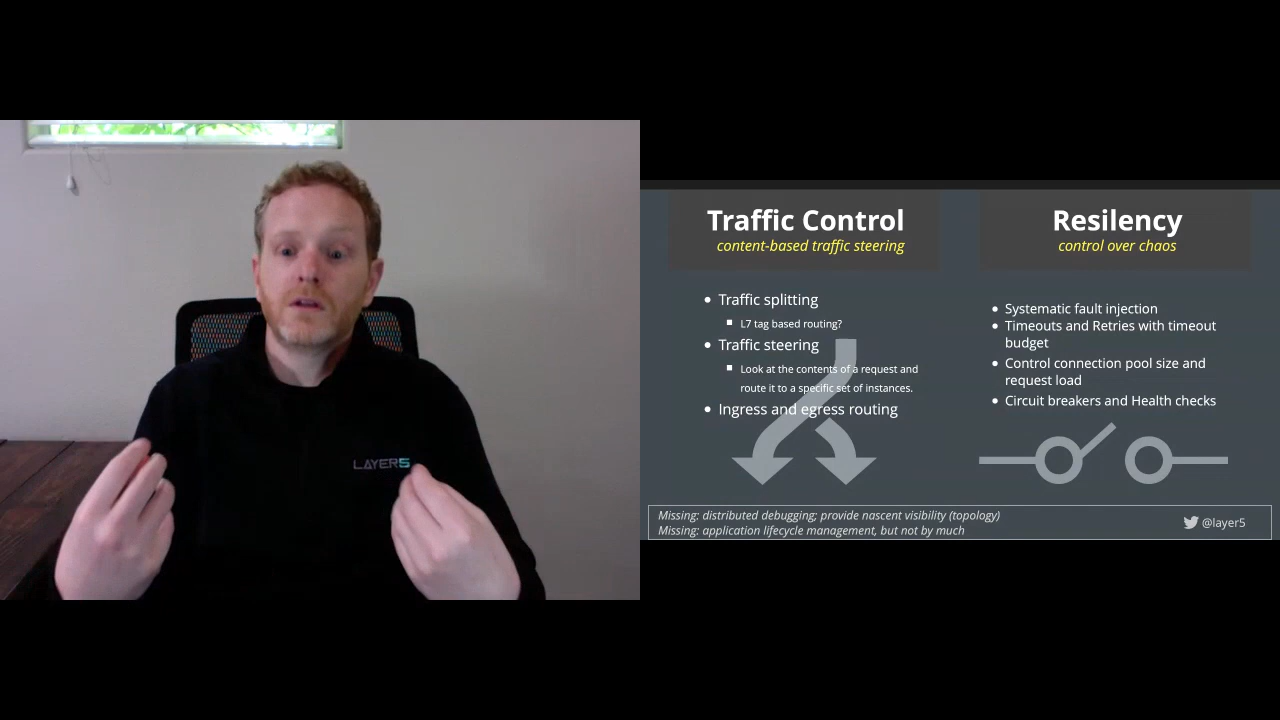 LAYER5
Traffic Control
content-based traffic steering
Traffic splitting
L7 tag based routing?
Traffic steering
Look at the contents of a request and
route it to a specific set of instances.
Ingress and egress routing
Resilency
control over chaos
Systematic fault injection
Timeouts and Retries with timeout
budget
Control connection pool size and
request load
Circuit breakers and Health checks
Missing: distributed debugging; provide nascent visibility (topology)
Missing: application lifecycle management, but not by much
@layer5